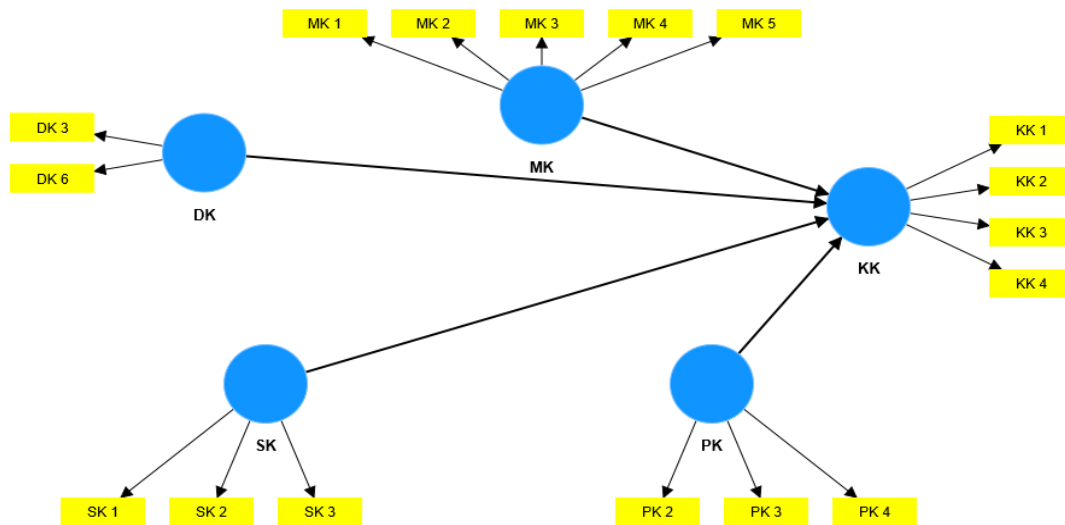 MK 1
MK 2
MK 3
MK 4
MK 5
DK 3
DK 6
DK
MK
KK 1
KK 2
KK 3
KK 4
KK
SK
PK
SK 1
SK 2
SK 3
PK 2
PK 3
PK 4